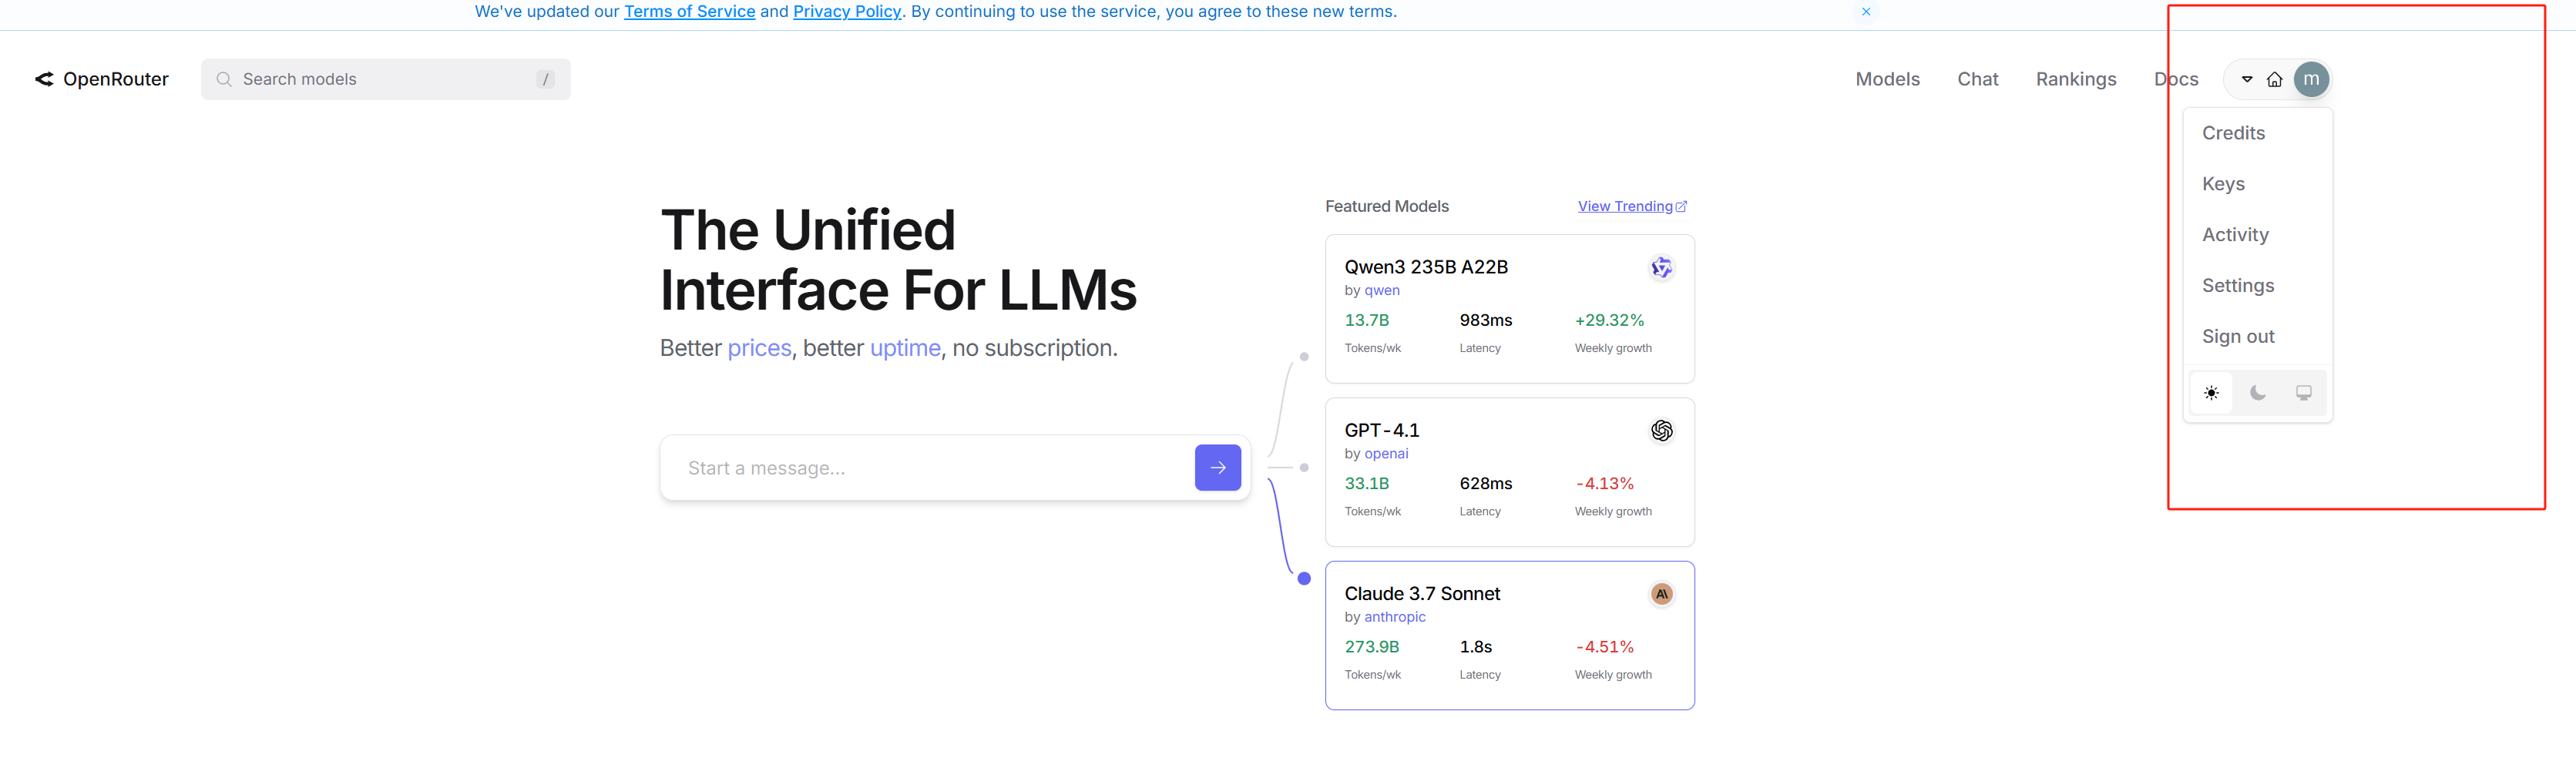 We've updated our Terms of Service and Privacy Policy. By continuing to use the service, you agree to these new terms.
OpenRouter
Search models
/
Models
Chat
Rankings
Docs
m
Credits
Keys
Activity
Settings
Sign out
The Unified
Interface For LLMs
Better prices, better uptime, no subscription.
Start a message...
Featured Models
View Trending
Qwen3 235B A22B
by qwen
13.7B 983ms +29.32%
Tokens/wk Latency Weekly growth
GPT-4.1
by openai
33.1B 628ms -4.13%
Tokens/wk Latency Weekly growth
Claude 3.7 Sonnet
by anthropic
273.9B 1.8s -4.51%
Tokens/wk Latency Weekly growth